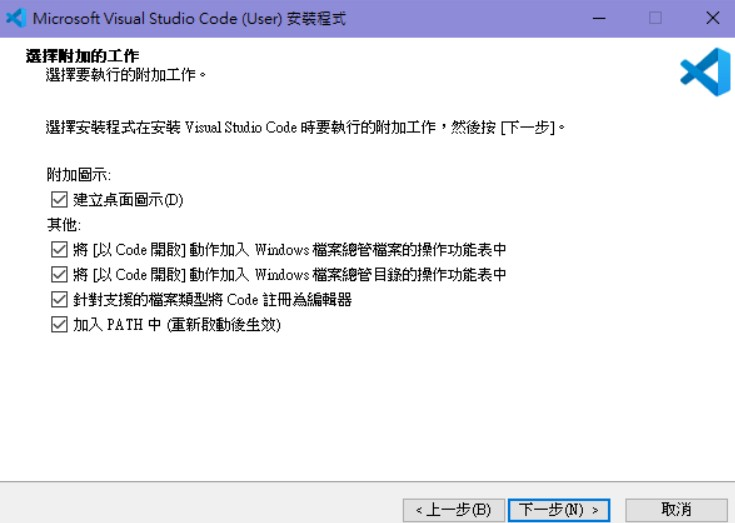 Microsoft Visual Studio Code (User) 安裝程式
選擇附加的工作
選擇要執行的附加工作。
選擇安裝程式在安裝 Visual Studio Code 時要執行的附加工作，然後按 [下一步]。
附加圖示:
建立桌面圖示(D)
其他:
將 [以 Code 開啟] 動作加入 Windows 檔案總管檔案的操作功能表中
將 [以 Code 開啟] 動作加入 Windows 檔案總管目錄的操作功能表中
針對支援的檔案類型將 Code 註冊為編輯器
加入 PATH 中 (重新啟動後生效)
< 上一步(B) 下一步(N) > 取消